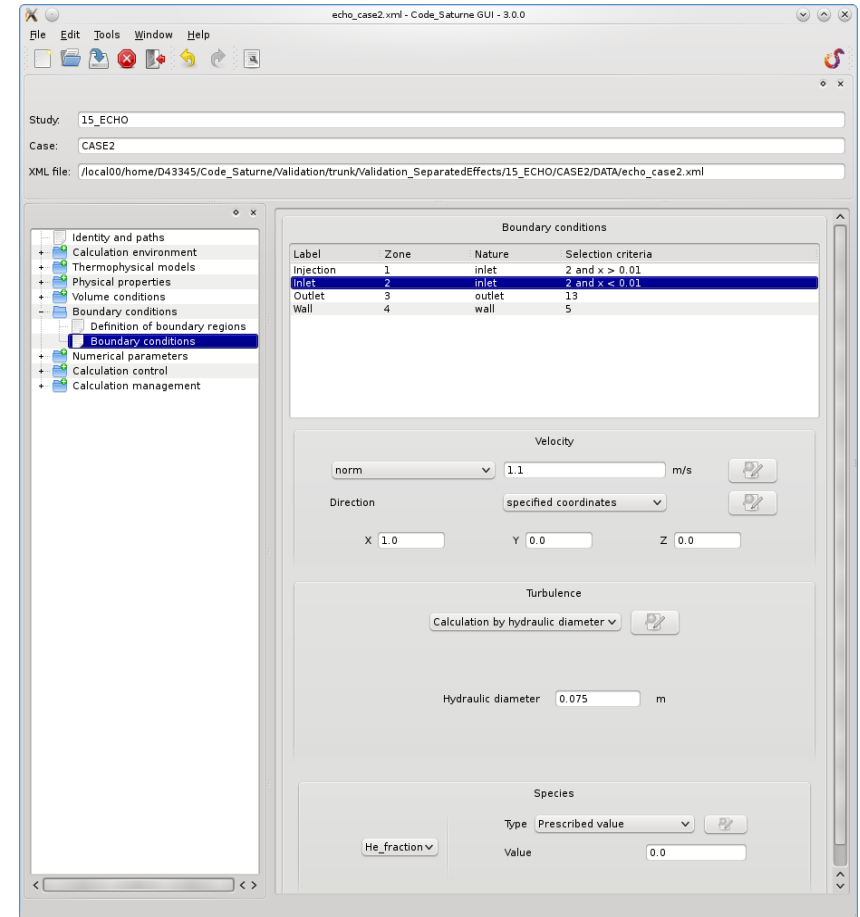 echo_case2.xml - Code_Saturne GUI - 3.0.0
File Edit Tools Window Help
Study: 15_ECHO
Case: CASE2
XML file: /local00/home/D43345/Code_Saturne/Validation/trunk/Validation_SeparatedEffects/15_ECHO/CASE2/DATA/echo_case2.xml
Identity and paths
Calculation environment
Thermophysical models
Physical properties
Volume conditions
Boundary conditions
Definition of boundary regions
Boundary conditions
Numerical parameters
Calculation control
Calculation management
Boundary conditions
Label Zone Nature Selection criteria
Injection 1 inlet 2 and x > 0.01
Inlet 2 inlet 2 and x < 0.01
Outlet 3 outlet 13
Wall 4 wall 5
Velocity
norm 1.1 m/s
Direction specified coordinates
X 1.0 Y 0.0 Z 0.0
Turbulence
Calculation by hydraulic diameter
Hydraulic diameter 0.075 m
Species
Type Prescribed value
He_fraction
Value 0.0